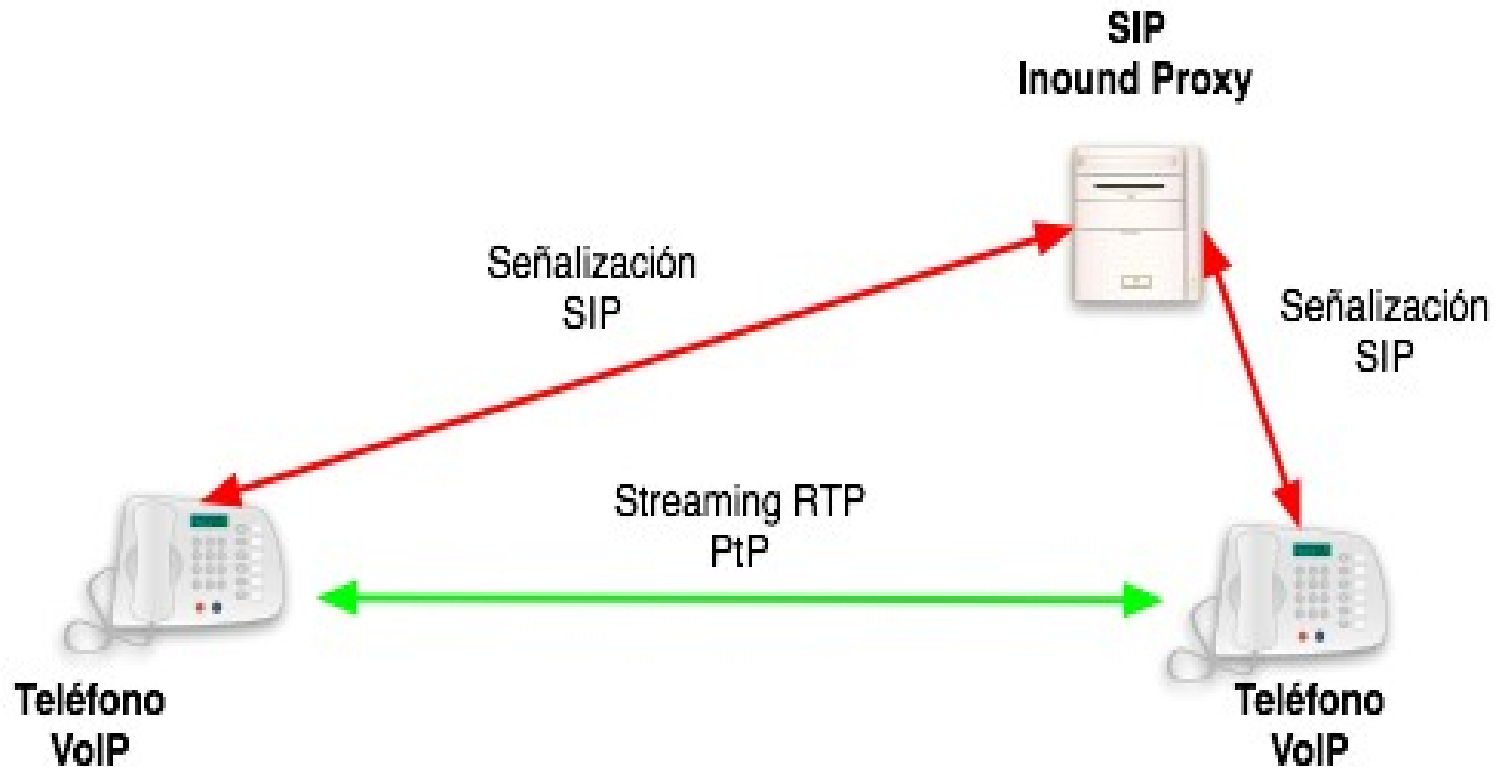 SIP
Inound Proxy
Señalización
SIP
Señalización
SIP
Streaming RTP
PtP
Teléfono
VoIP
Teléfono
VoIP